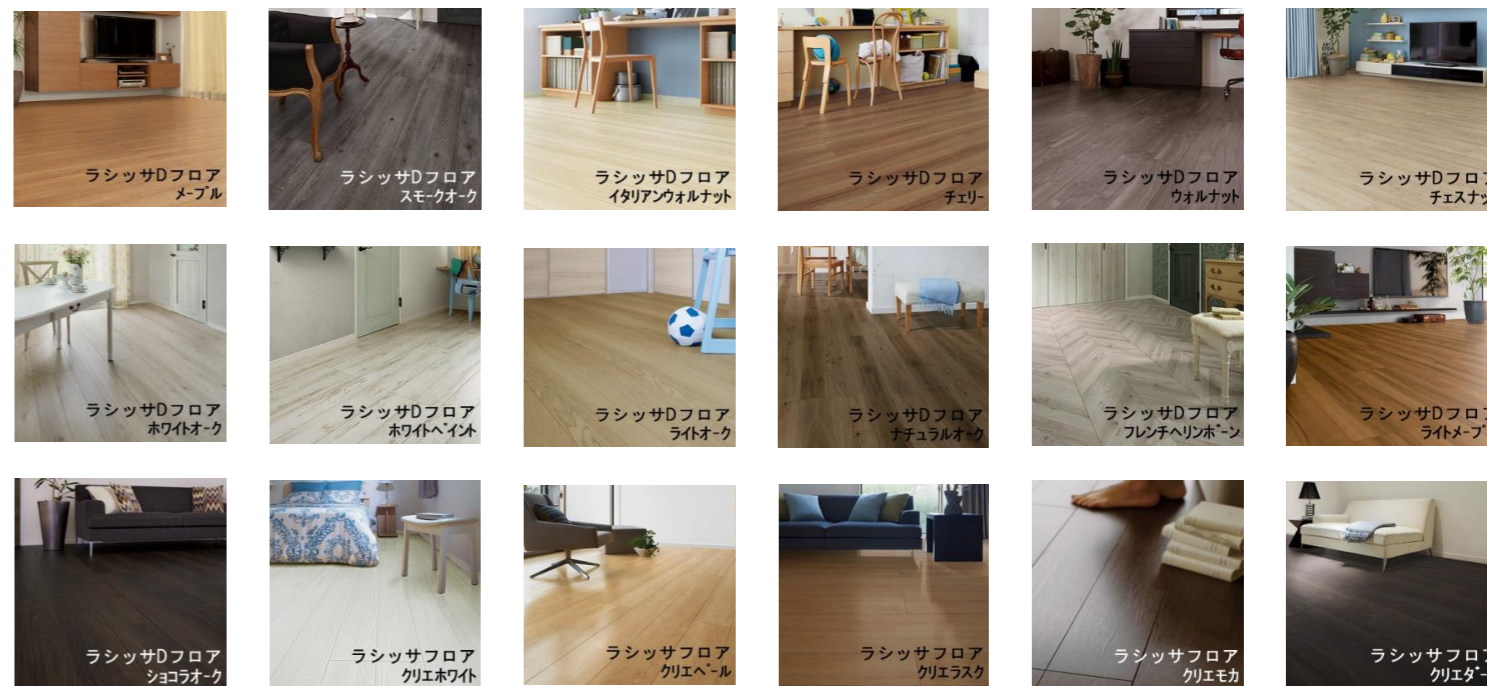 ラシッサDフロア
メープル
ラシッサDフロア
スモークオーク
ラシッサDフロア
イタリアンウォルナット
ラシッサDフロア
チェリー
ラシッサDフロア
ウォルナット
ラシッサDフロ
チェスナッ
ラシッサDフロア
ホワイトオーク
ラシッサDフロア
ホワイトペイント
ラシッサDフロア
ライトオーク
ラシッサDフロア
ナチュラルオーク
ラシッサDフロア
フレンチヘリンボーン
ラシッサDフロ
ライトメープ
ラシッサDフロア
ショコラオーク
ラシッサフロア
クリエホワイト
ラシッサフロア
クリエペール
ラシッサフロア
クリエラスク
ラシッサフロア
クリエモカ
ラシッサフロ
クリエダー